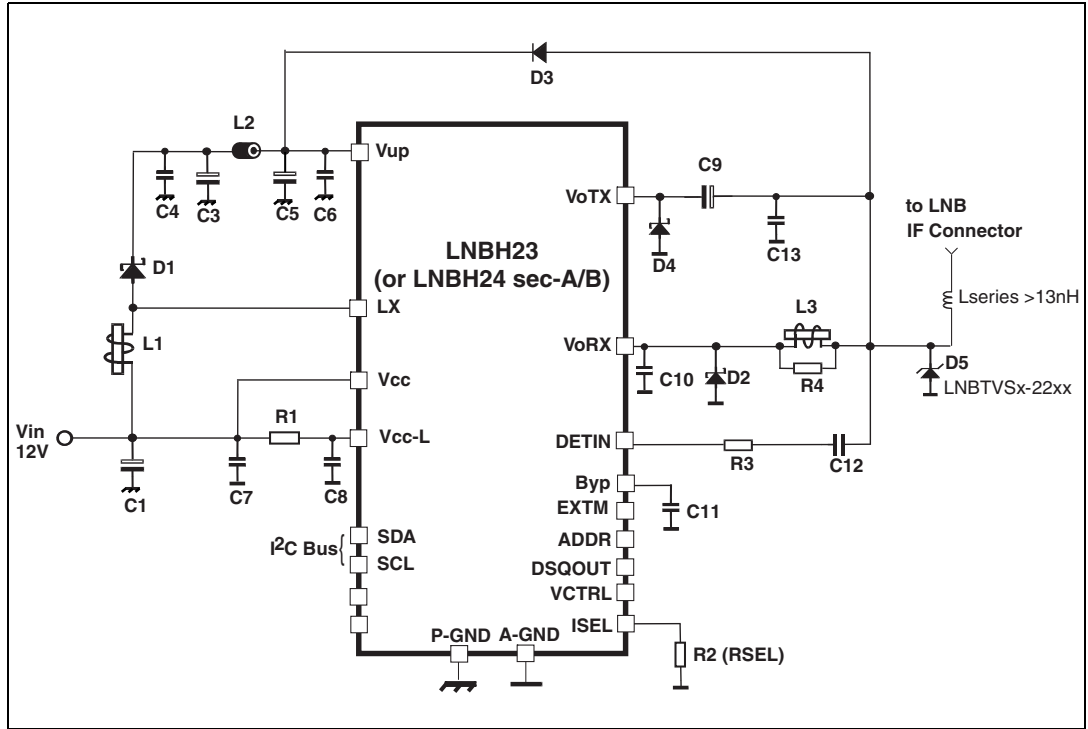 D3
L2
Vup
C9
C4
C3
C5
C6
VoTX
to LNB
IF Connector
LNBH23
(or LNBH24 sec-A/B)
D4
C13
D1
LX
Lseries >13nH
L3
L1
VoRX
D5
C10
D2
R4
LNBTVSx-22xx
Vcc
Vin
12V
R1
Vcc-L
DETIN
R3
C12
C1
C7
C8
Byp
C11
EXTM
I²C Bus
SDA
ADDR
SCL
DSQOUT
VCTRL
ISEL
P-GND A-GND
R2 (RSEL)